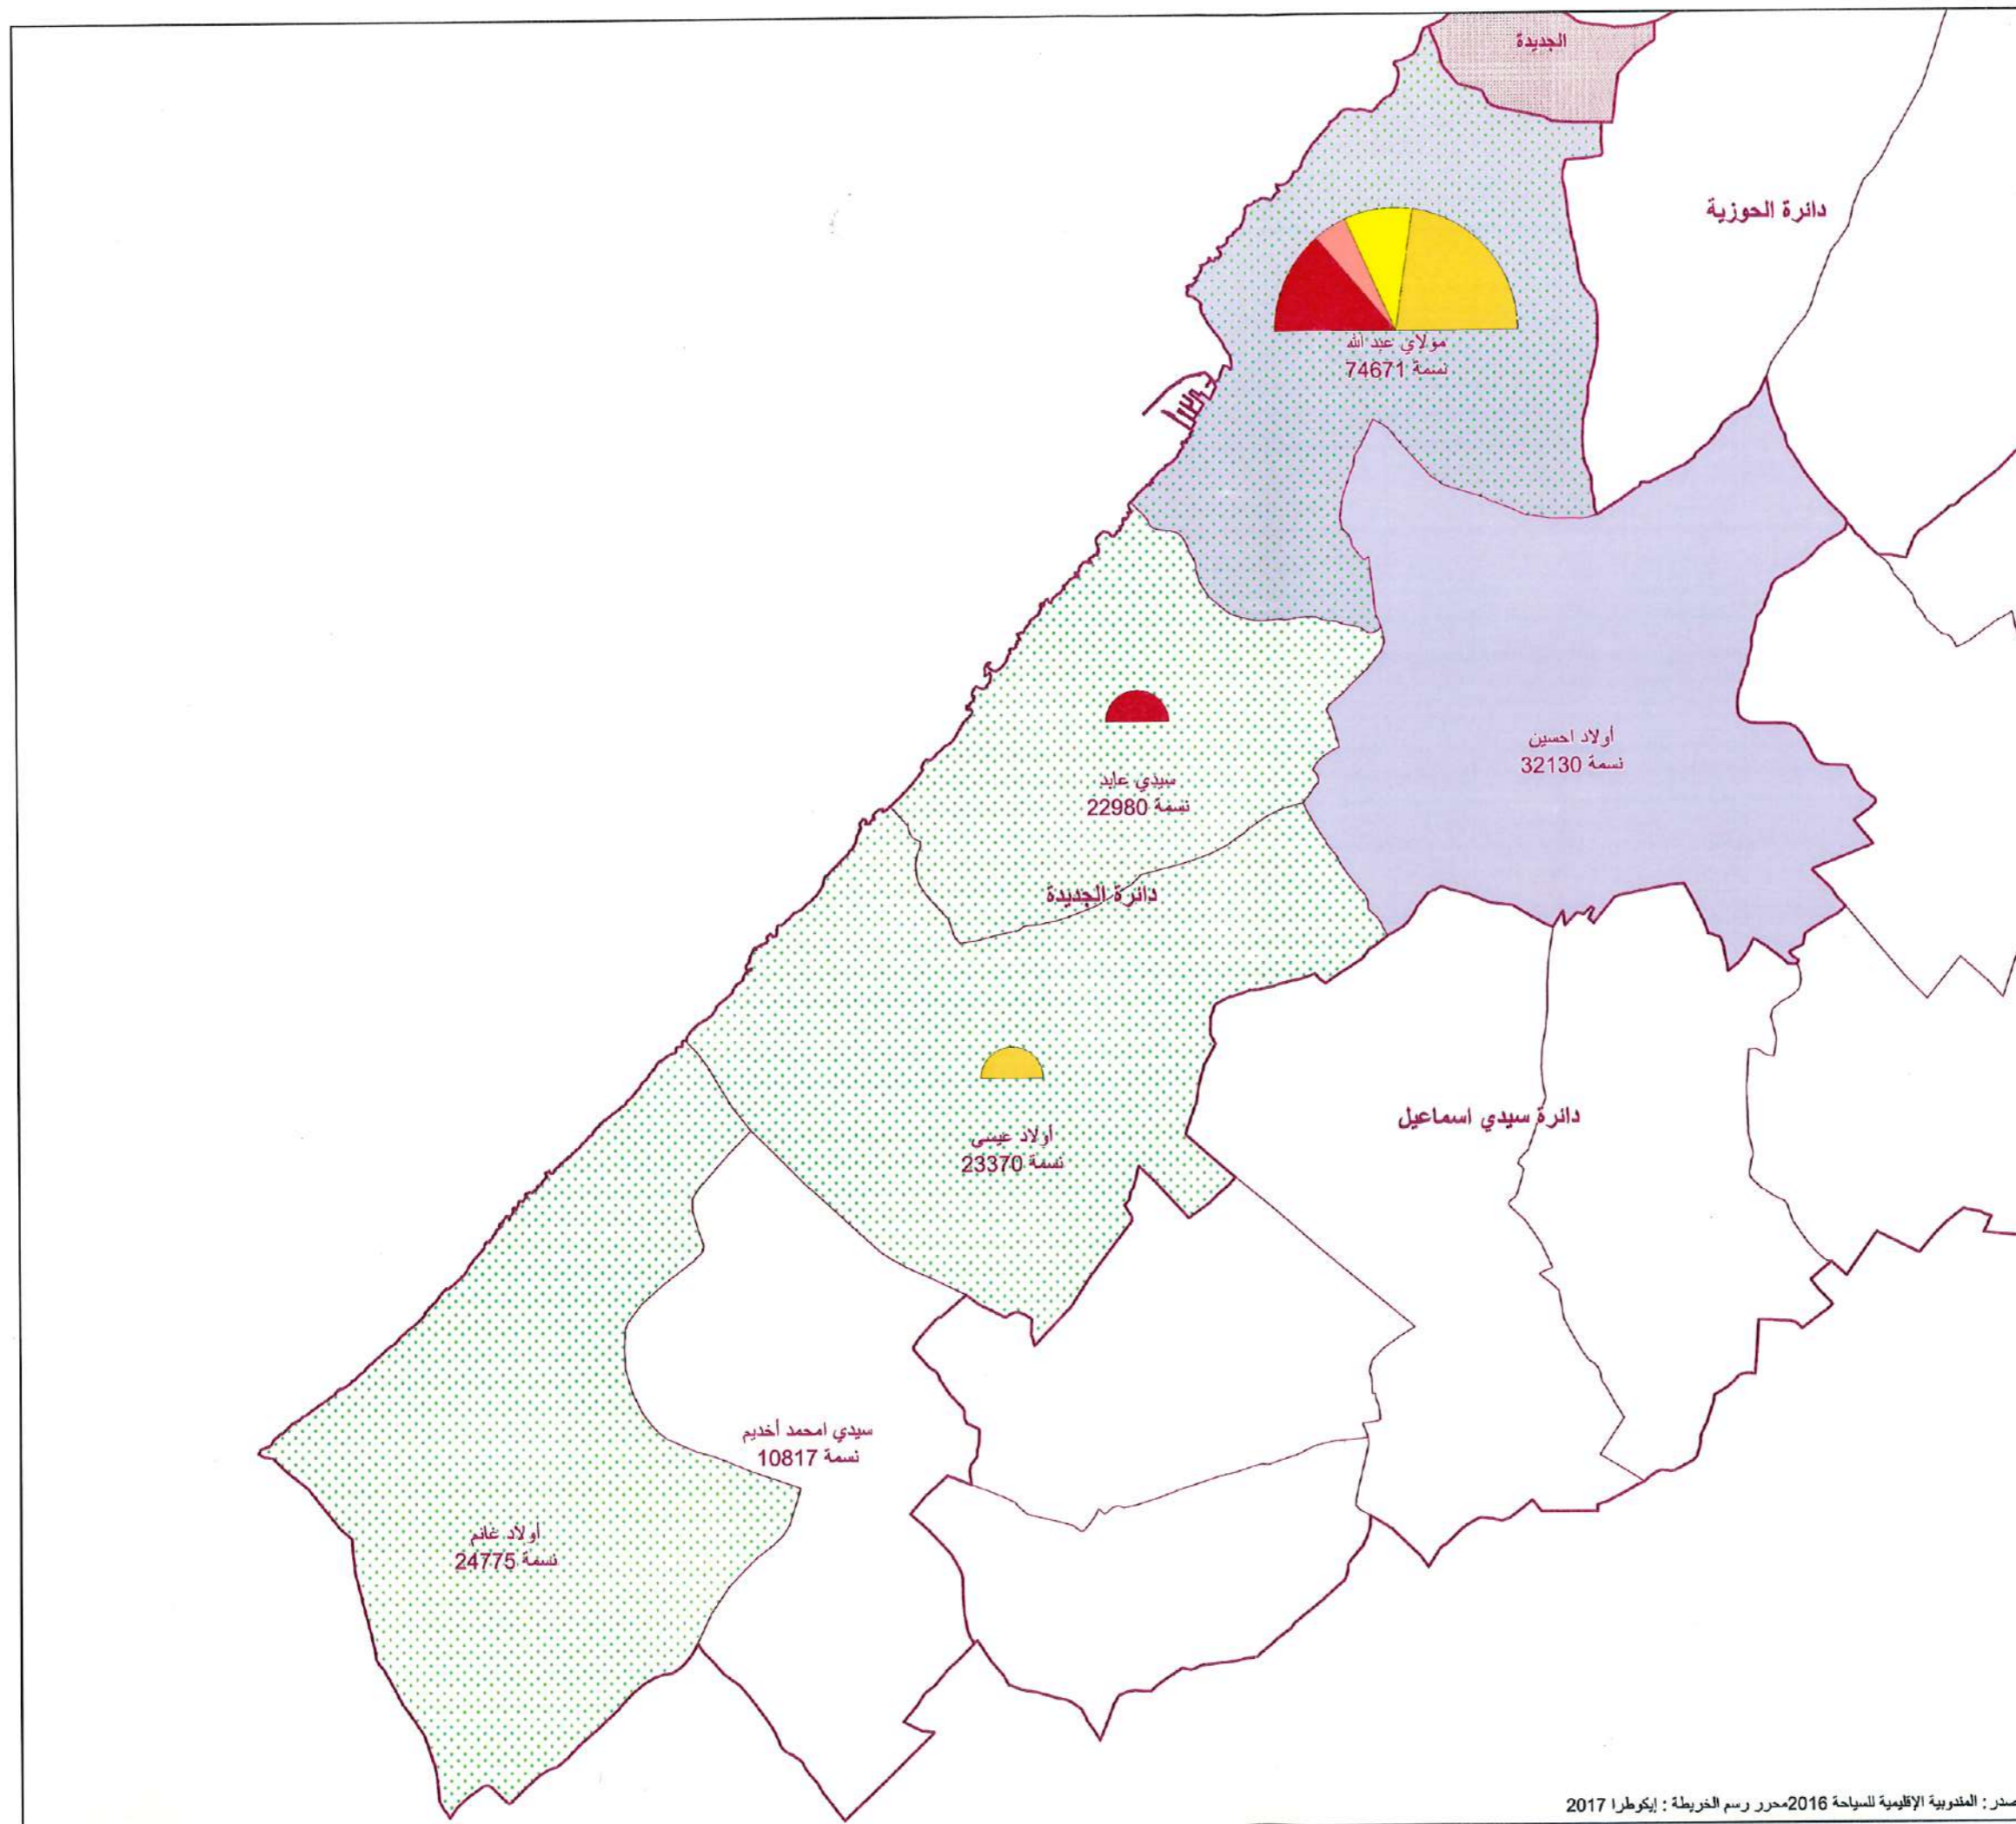 الجديدة
دائرة الحوزية
مولاي عبد الله
74671 نسمة
أولاد احسين
32130 نسمة
سيدي عابد
22980 نسمة
دائرة الجديدة
أولاد عيسى
23370 نسمة
دائرة سيدي اسماعيل
سيدي امحمد أخديم
10817 نسمة
أولاد غانم
24775 نسمة
صدر : المندوبية الإقليمية للسياحة 2016محرر رسم الخريطة : إيكوطرا 2017